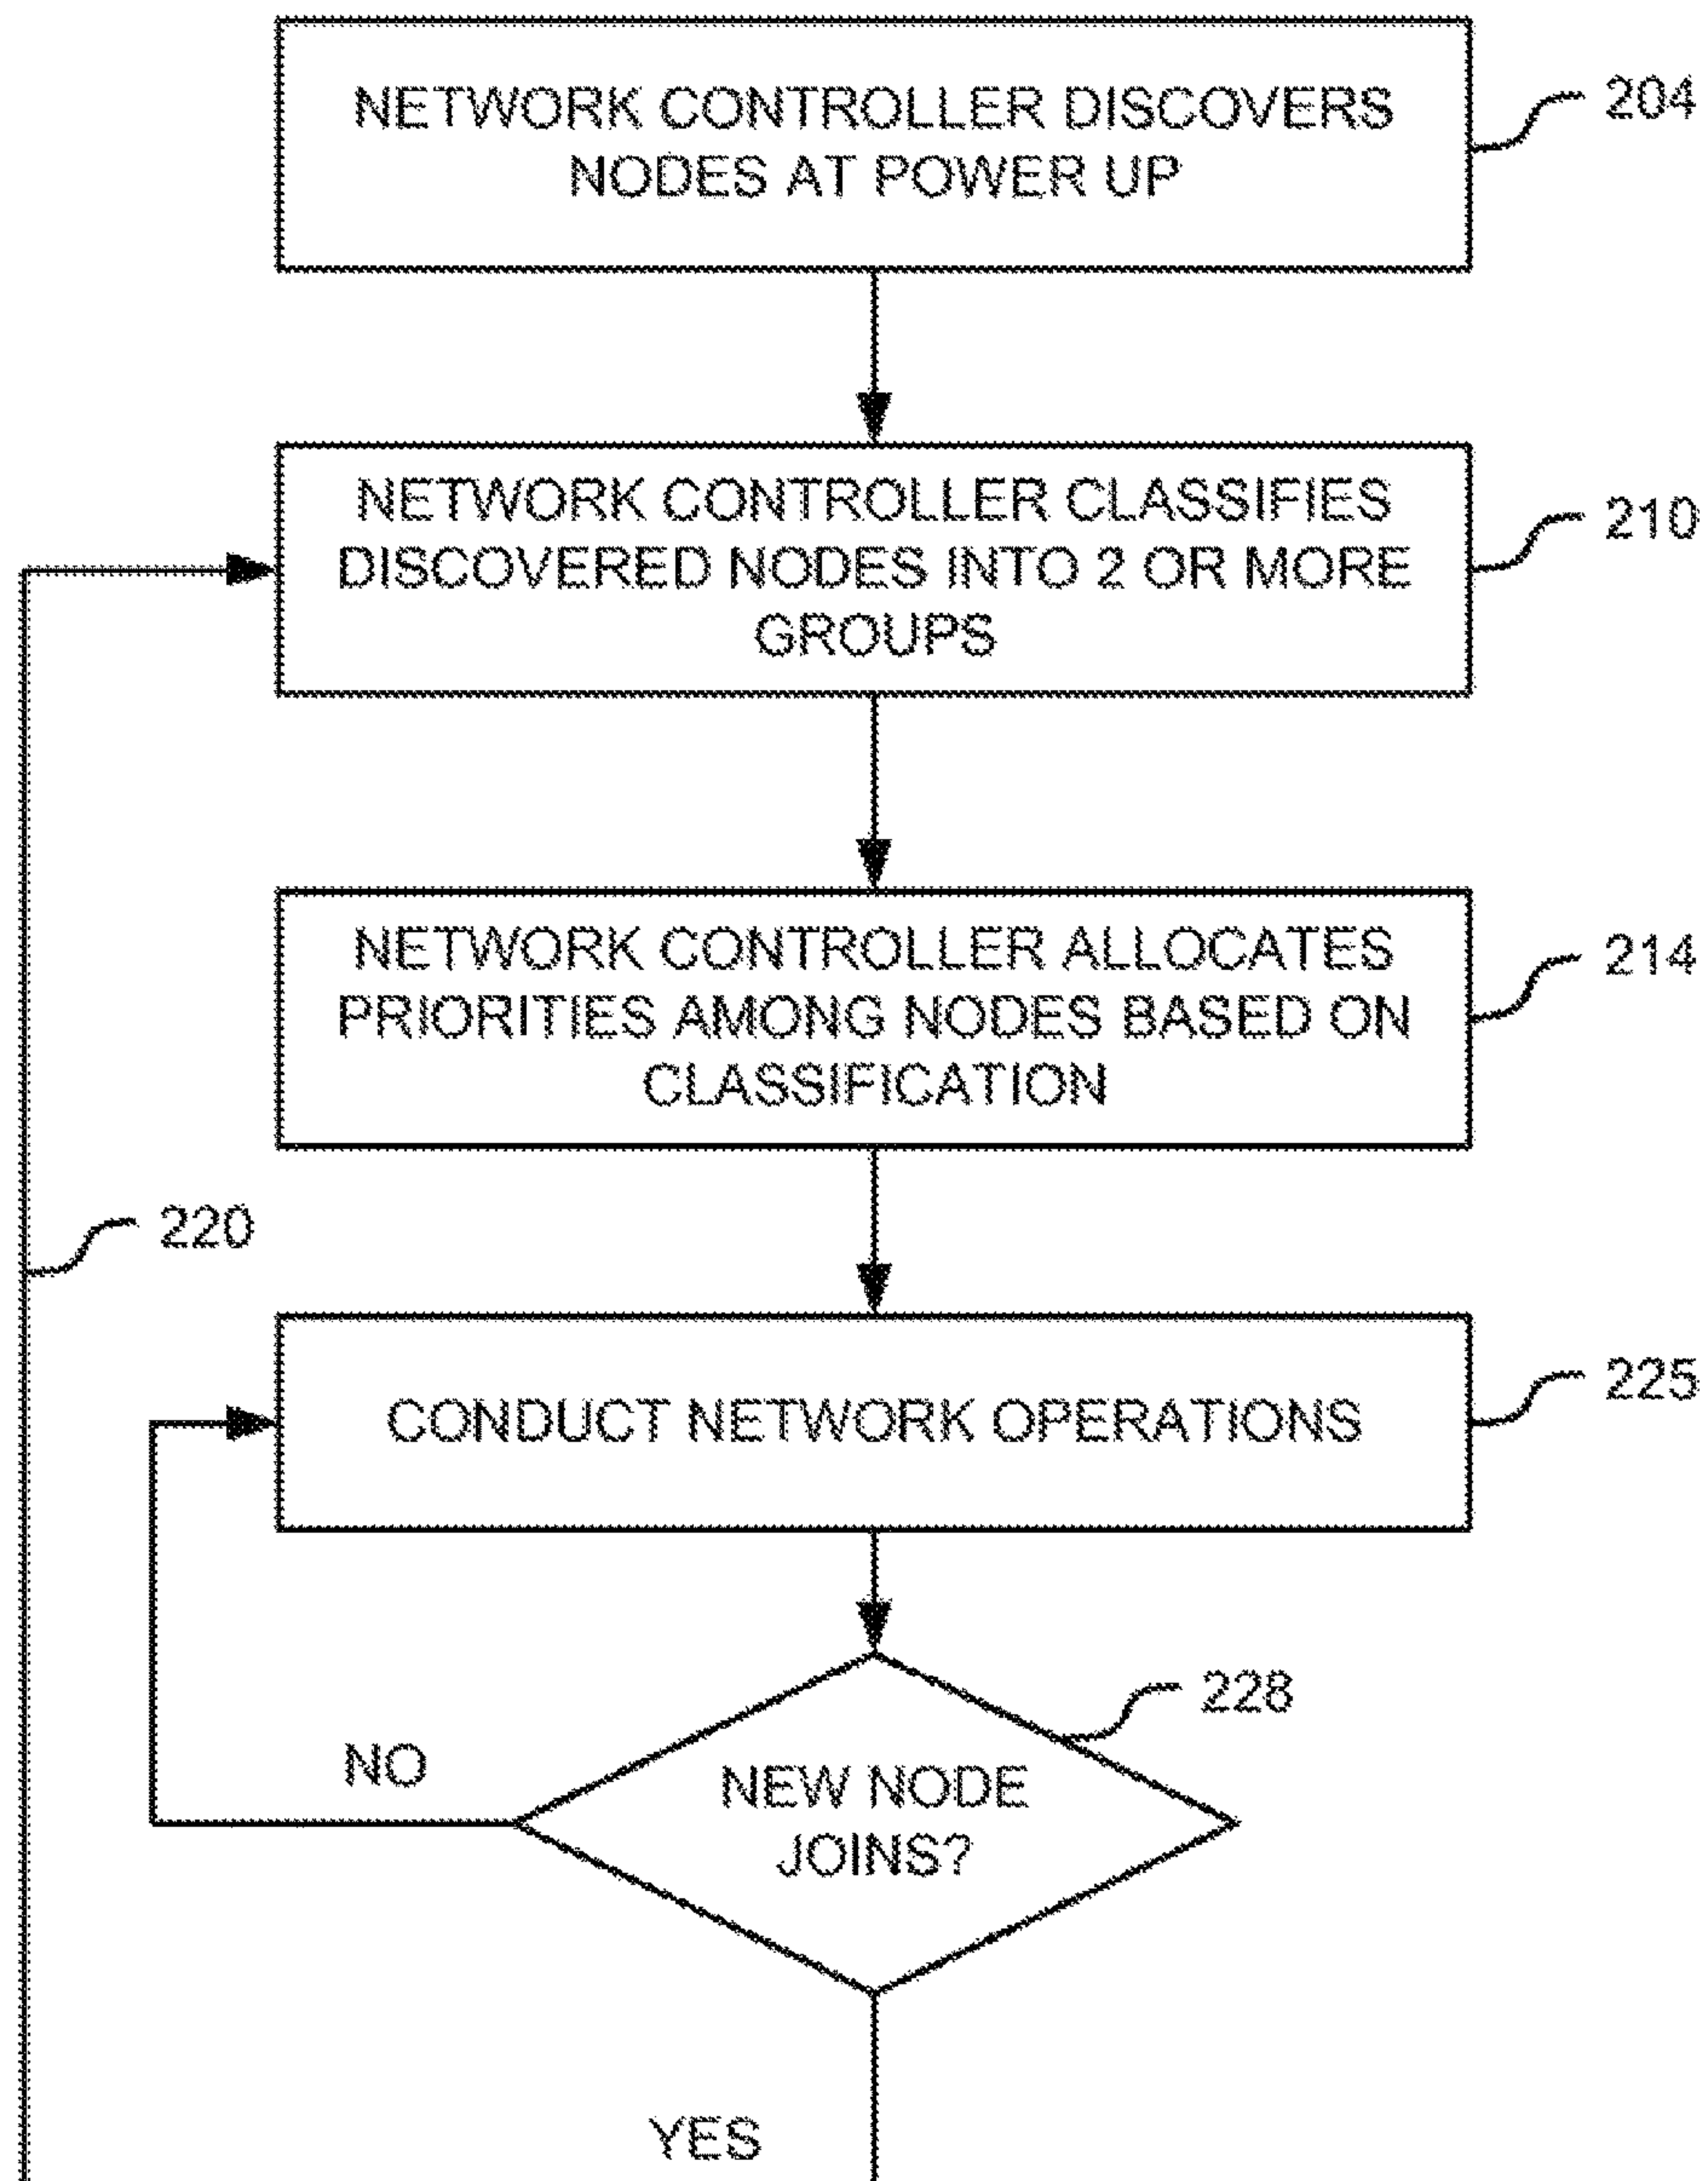 NETWORK CONTROLLER DISCOVERS
NODES AT POWER UP
204
NETWORK CONTROLLER CLASSIFIES
DISCOVERED NODES INTO 2 OR MORE
GROUPS
210
NETWORK CONTROLLER ALLOCATES
PRIORITIES AMONG NODES BASED ON
CLASSIFICATION
214
220
CONDUCT NETWORK OPERATIONS
225
228
NO
NEW NODE
JOINS?
YES